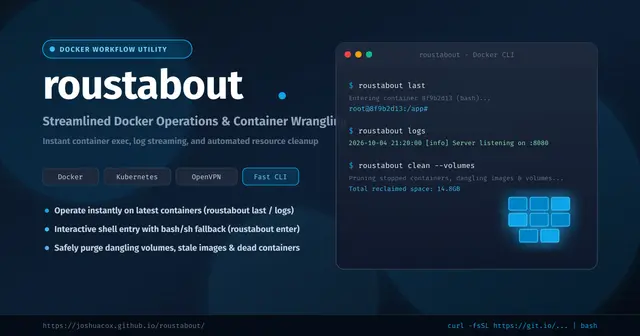 DOCKER WORKFLOW UTILITY
roustabout .
Streamlined Docker Operations & Container Wranglin
Instant container exec, log streaming, and automated resource cleanup
Docker
Kubernetes
OpenVPN
Fast CLI
Operate instantly on latest containers (roustabout last / logs)
Interactive shell entry with bash/sh fallback (roustabout enter)
Safely purge dangling volumes, stale images & dead containers
roustabout - Docker CLI
$ roustabout last
Entering container 8f9b2d13 (bash)...
root@8f9b2d13:/app#
$ roustabout logs
2026-10-04 21:20:00 [info] Server listening on :8080
$ roustabout clean --volumes
Pruning stopped containers, dangling images & volumes...
Total reclaimed space: 14.8GB
https://joshuacox.github.io/roustabout/
curl -fsSL https://git.io/... | bash